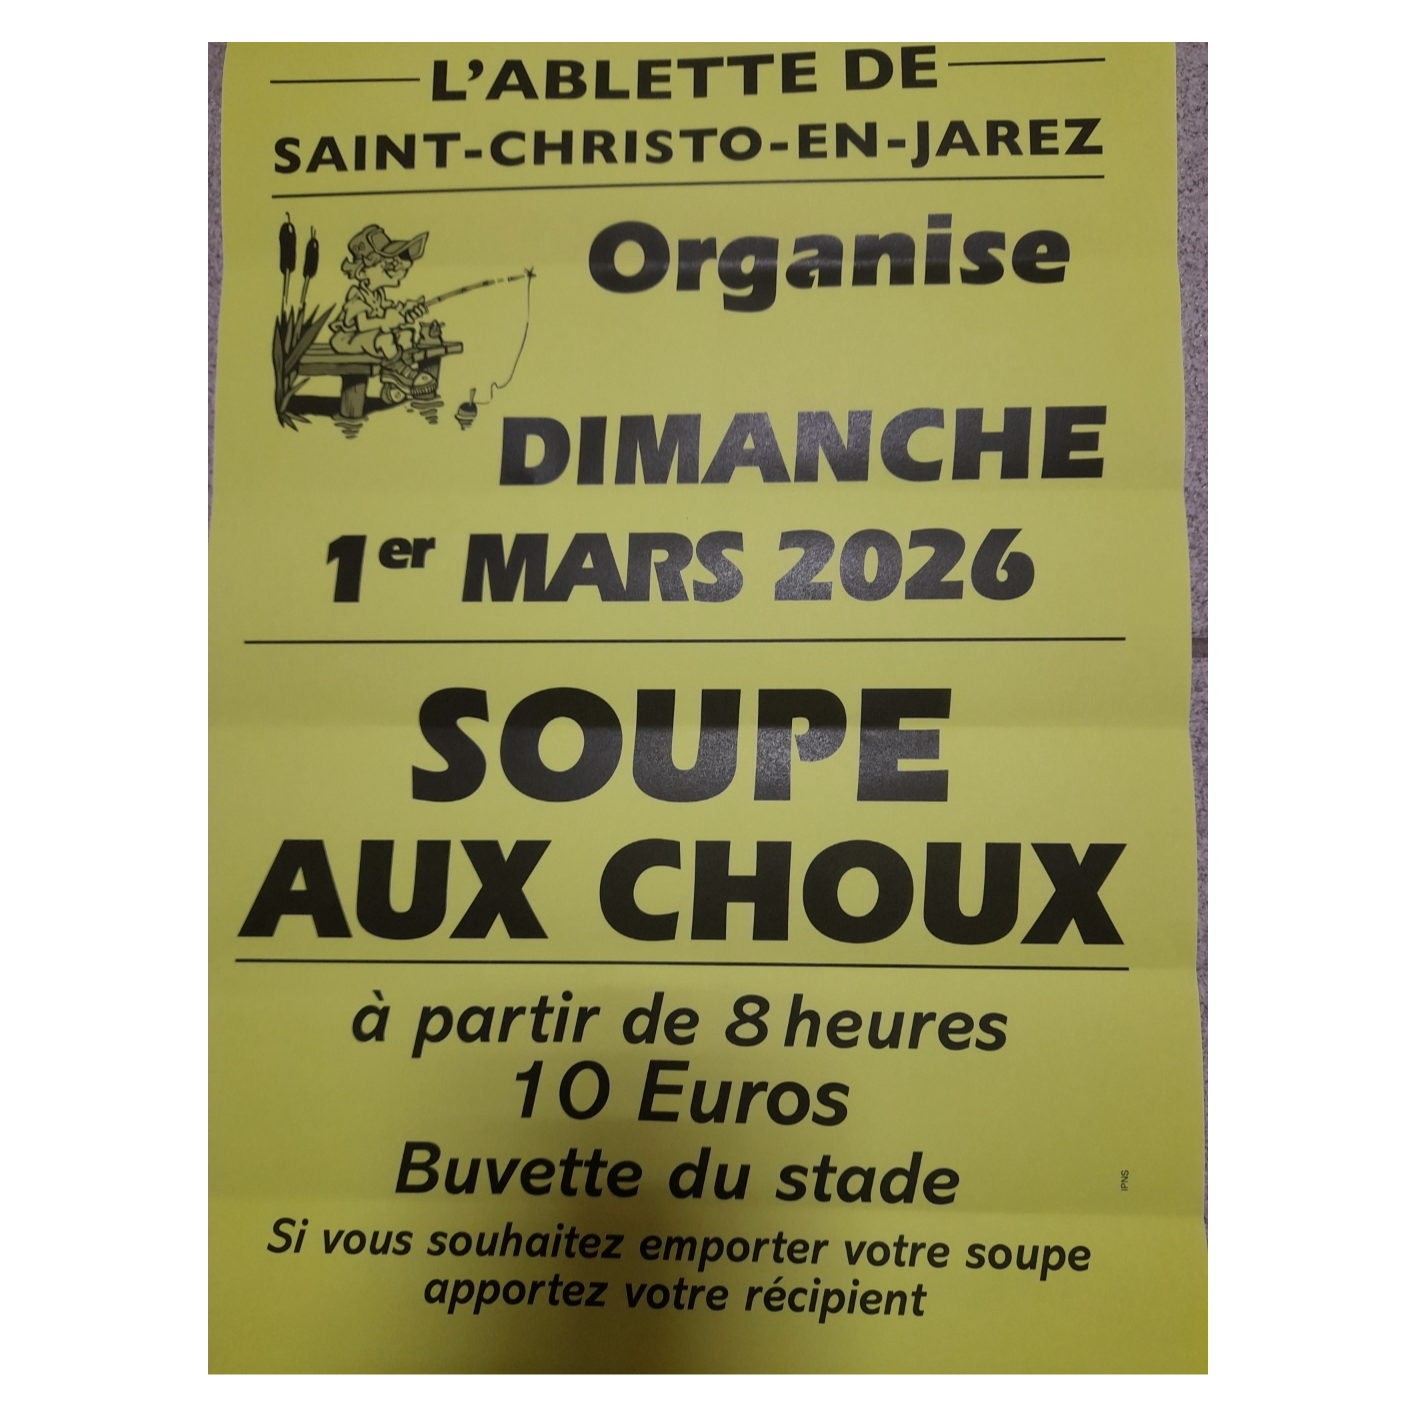 L'ABLETTE DE
SAINT-CHRISTO-EN-JAREZ
Organise
DIMANCHE
1er MARS 2026
SOUPE
AUX CHOUX
à partir de 8 heures
10 Euros
Buvette du stade
IPNS
Si vous souhaitez emporter votre soupe
apportez votre récipient